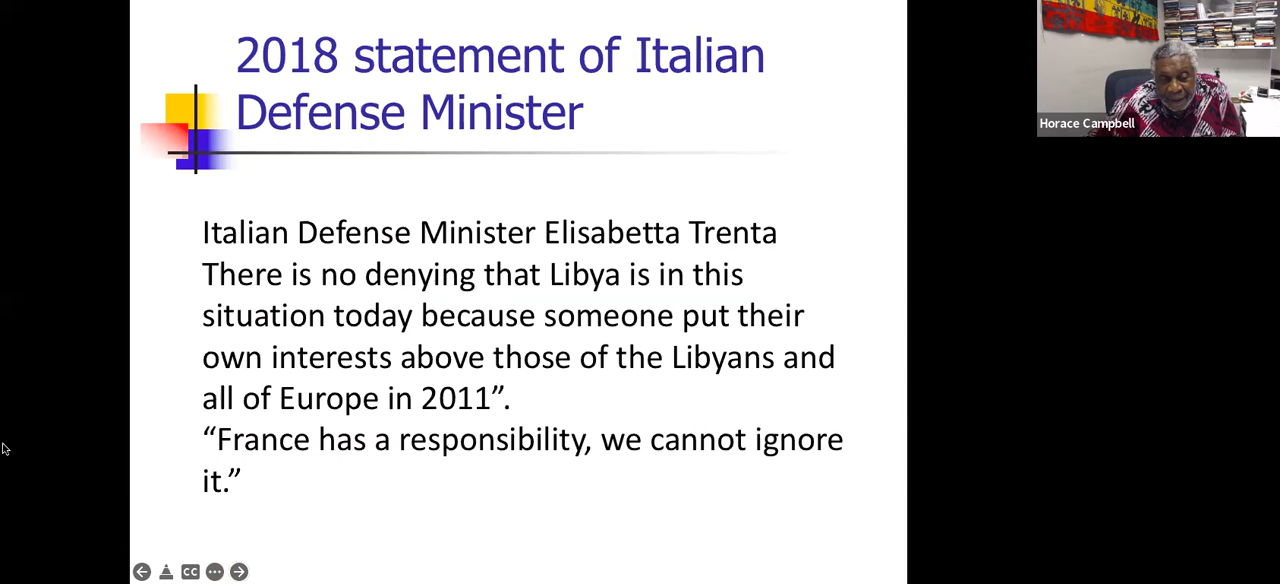 2018 statement of Italian
Defense Minister
Italian Defense Minister Elisabetta Trenta
There is no denying that Libya is in this
situation today because someone put their
own interests above those of the Libyans and
all of Europe in 2011”.
“France has a responsibility, we cannot ignore
it.”
Horace Campbell
CC